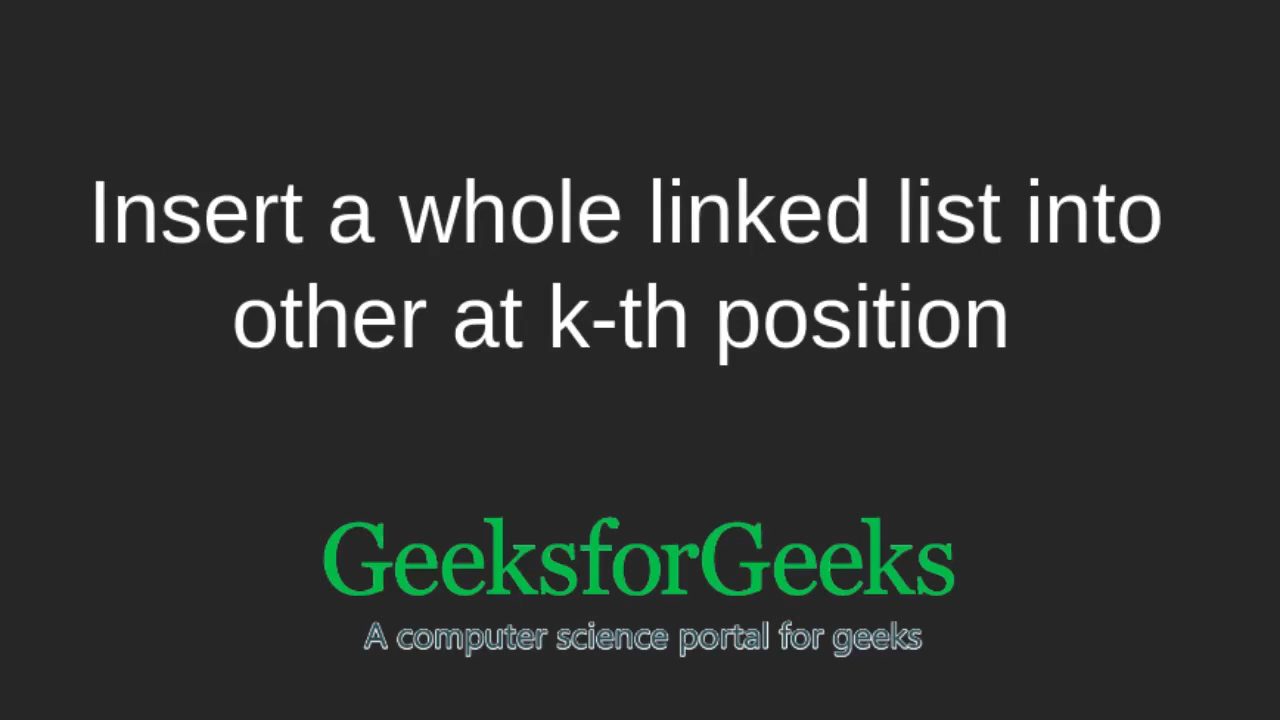 Insert a whole linked list into
other at k-th position
GeeksforGeeks
A computer science portal for geeks